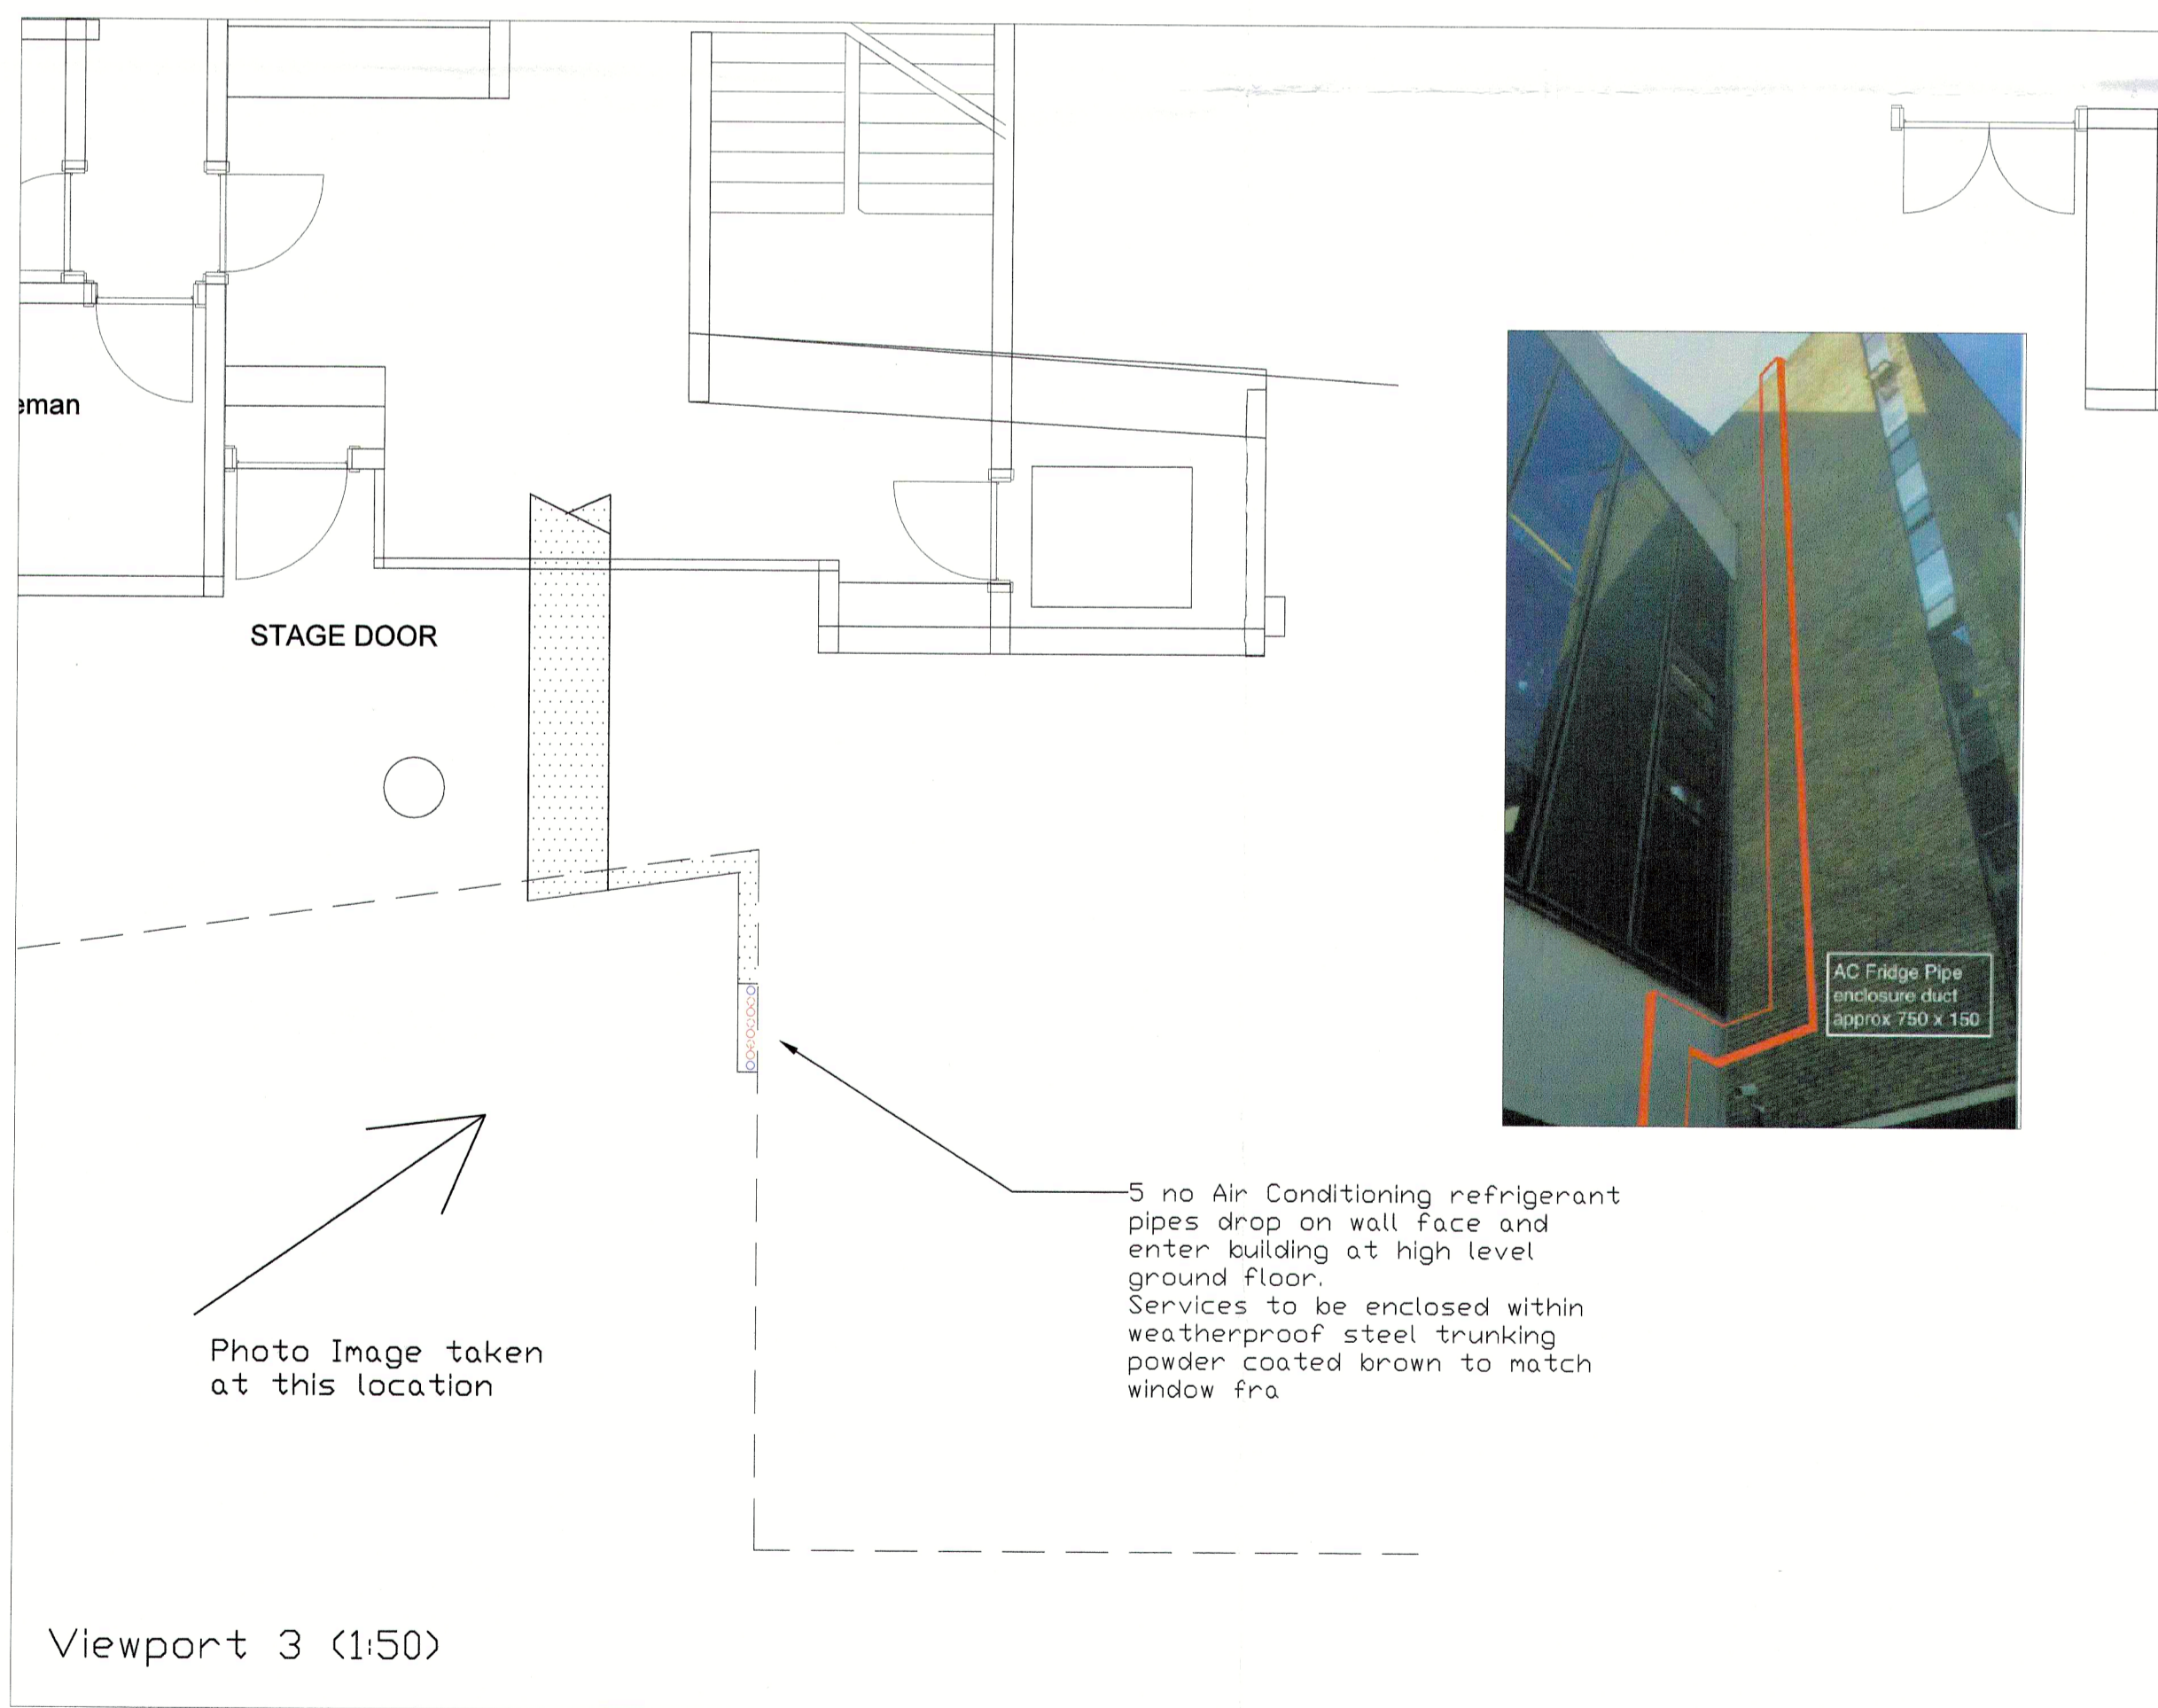 eman
STAGE DOOR
AC Fridge Pipe
enclosure duct
approx 750 x 150
5 no Air Conditioning refrigerant
pipes drop on wall face and
enter building at high level
ground floor.
Services to be enclosed within
weatherproof steel trunking
powder coated brown to match
window fra
Photo Image taken
at this location
Viewport 3 (1:50)